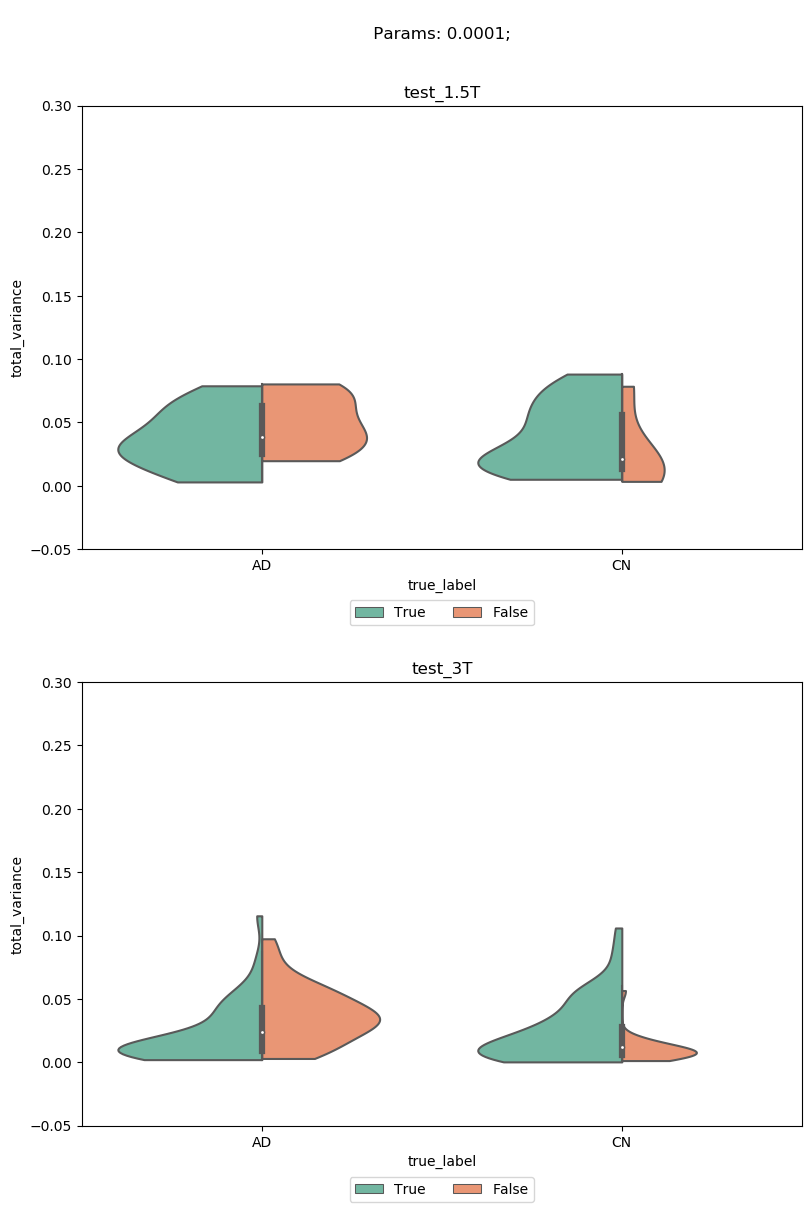 Params: 0.0001;
test_1.5T
0.30
0.25
0.20
0.15
0.10
0.05
0.00
−0.05
total_variance
AD CN
true_label
True False
test_3T
0.30
0.25
0.20
0.15
0.10
0.05
0.00
−0.05
total_variance
AD CN
true_label
True False